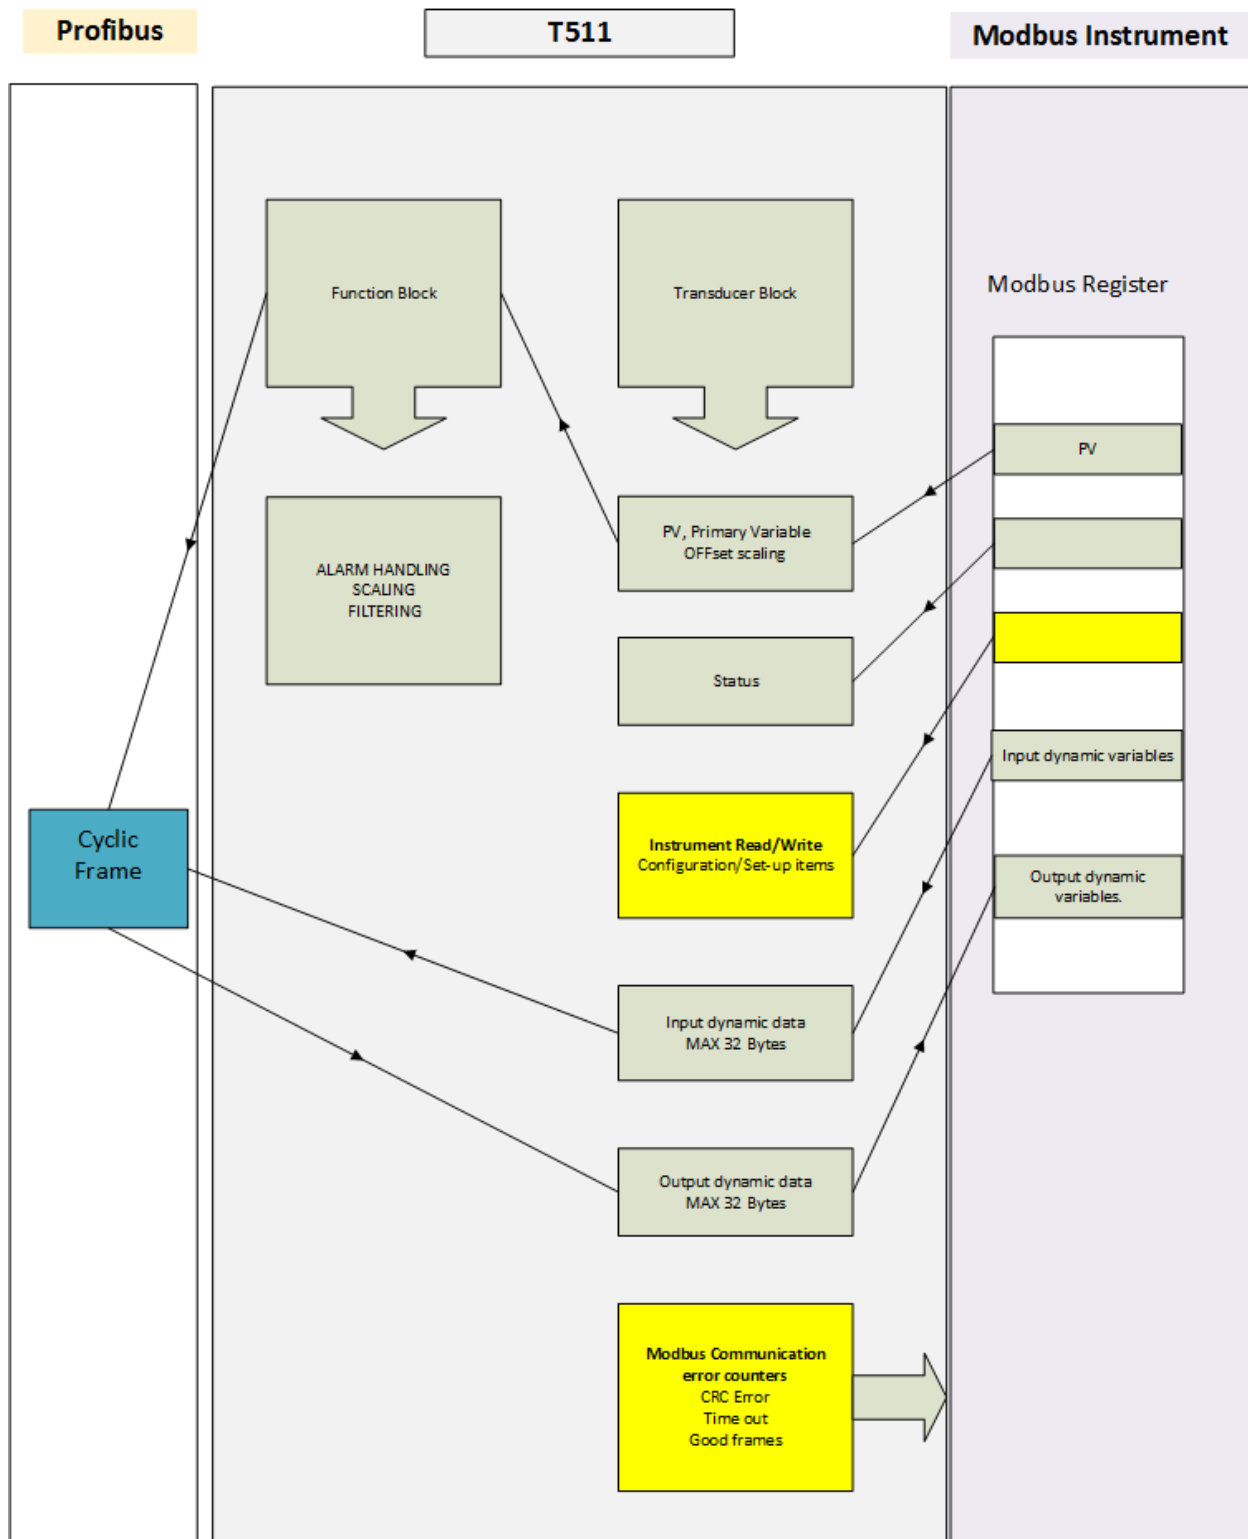 Profibus
T511
Modbus Instrument
Function Block
Transducer Block
Modbus Register
PV
PV, Primary Variable
OFFset scaling
ALARM HANDLING
SCALING
FILTERING
Status
Input dynamic variables
Instrument Read/Write
Configuration/Set-up items
Cyclic
Frame
Output dynamic
variables.
Input dynamic data
MAX 32 Bytes
Output dynamic data
MAX 32 Bytes
Modbus Communication
error counters
CRC Error
Time out
Good frames